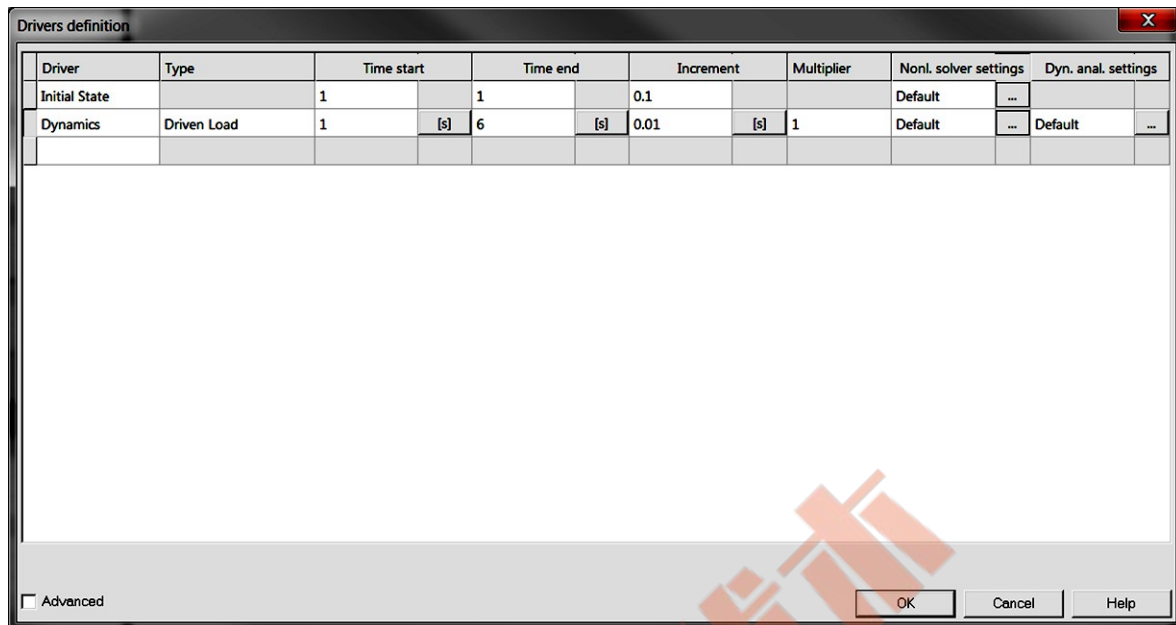 Drivers definition
Driver Type Time start Time end Increment Multiplier Nonl. solver settings Dyn. anal. settings
Initial State 1 1 0.1 Default ...
Dynamics Driven Load 1 [s] 6 [s] 0.01 [s] 1 Default ... Default ...
Advanced OK Cancel Help